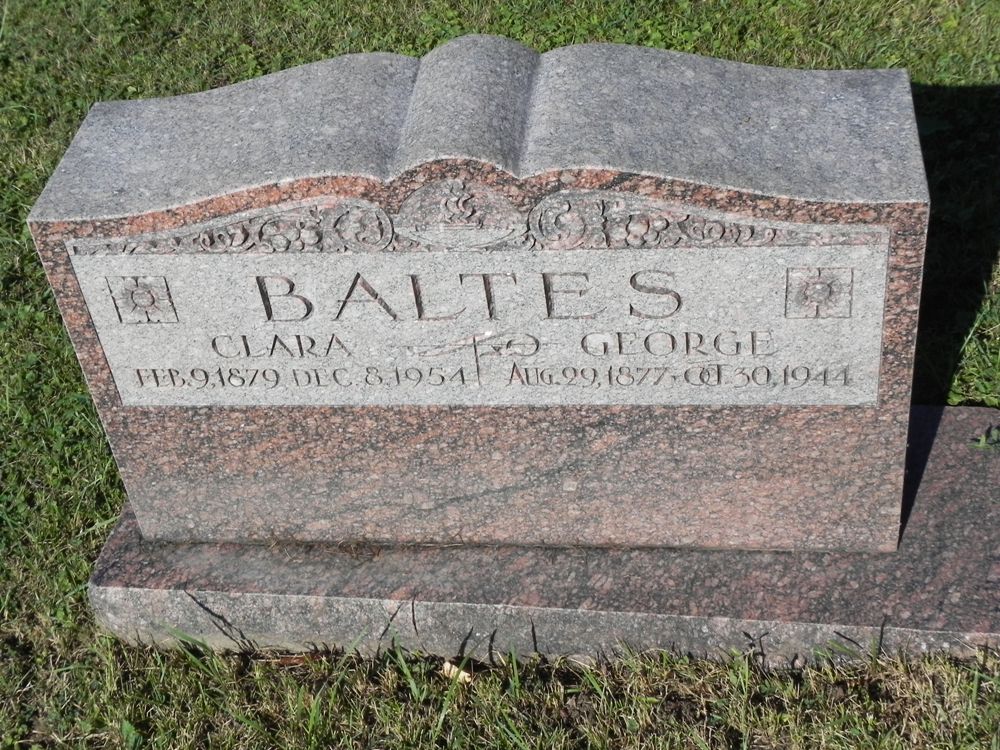 BALTES
CLARA GEORGE
FEB. 9, 1879 DEC. 8, 1954 AUG. 29, 1877 - OCT. 30, 1944